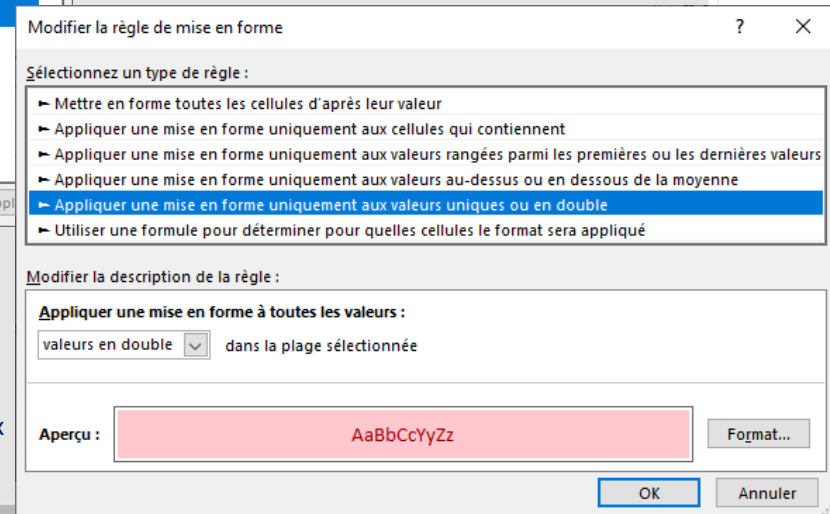 Modifier la règle de mise en forme
?
Sélectionnez un type de règle :
► Mettre en forme toutes les cellules d'après leur valeur
► Appliquer une mise en forme uniquement aux cellules qui contiennent
► Appliquer une mise en forme uniquement aux valeurs rangées parmi les premières ou les dernières valeurs
► Appliquer une mise en forme uniquement aux valeurs au-dessus ou en dessous de la moyenne
► Appliquer une mise en forme uniquement aux valeurs uniques ou en double
► Utiliser une formule pour déterminer pour quelles cellules le format sera appliqué
Modifier la description de la règle :
Appliquer une mise en forme à toutes les valeurs :
valeurs en double dans la plage sélectionnée
Aperçu : AaBbCcYyZz Format...
OK Annuler